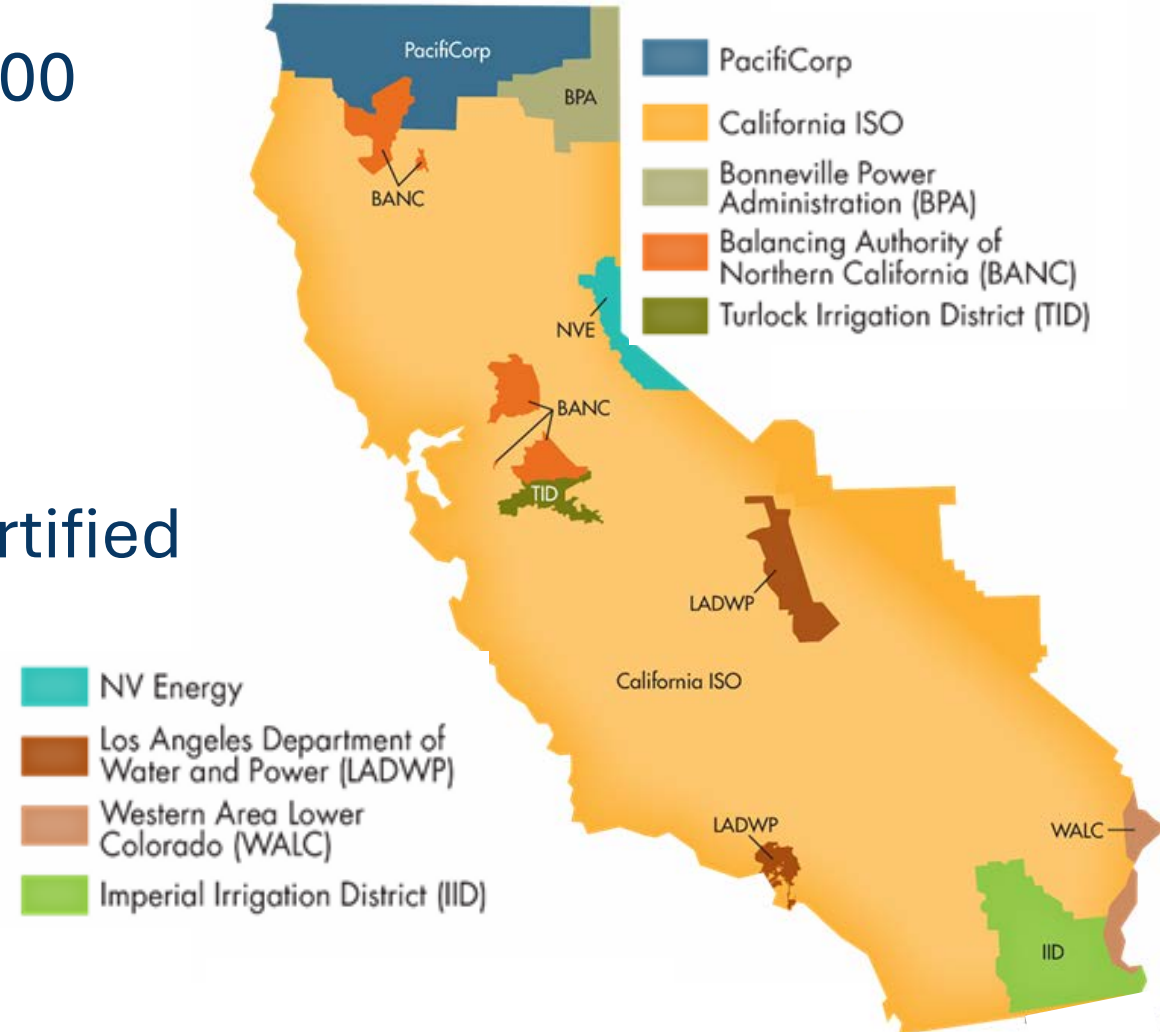 00
rtified
PacifiCorp
BPA
BANC
NVE
BANC
TID
LADWP
California ISO
LADWP
WALC
IID
PacifiCorp
California ISO
Bonneville Power
Administration (BPA)
Balancing Authority of
Northern California (BANC)
Turlock Irrigation District (TID)
NV Energy
Los Angeles Department of
Water and Power (LADWP)
Western Area Lower
Colorado (WALC)
Imperial Irrigation District (IID)